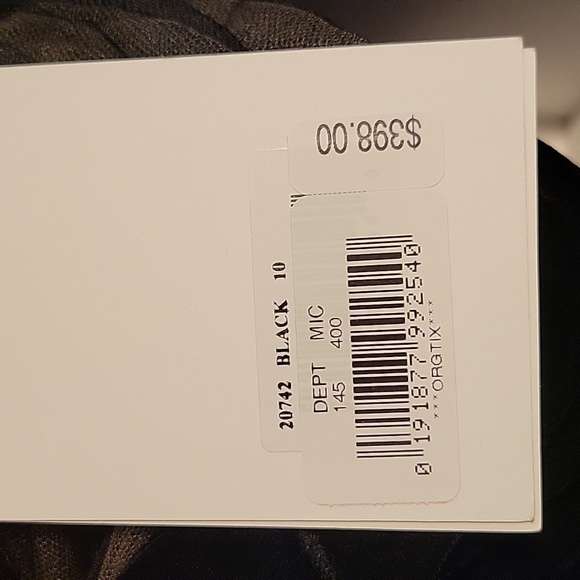 $398.00
20742 BLACK 10
DEPT MIC
145 400
0 191877 992540
***ORGTIX***